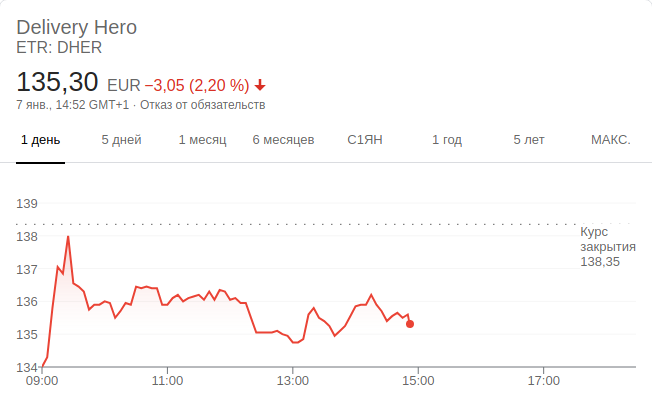 Delivery Hero
ETR: DHER
135,30 EUR −3,05 (2,20 %)
7 янв., 14:52 GMT+1 · Отказ от обязательств
1 день 5 дней 1 месяц 6 месяцев С1ЯН 1 год 5 лет МАКС.
139
138
137
136
135
134
Курс
закрытия
138,35
09:00 11:00 13:00 15:00 17:00